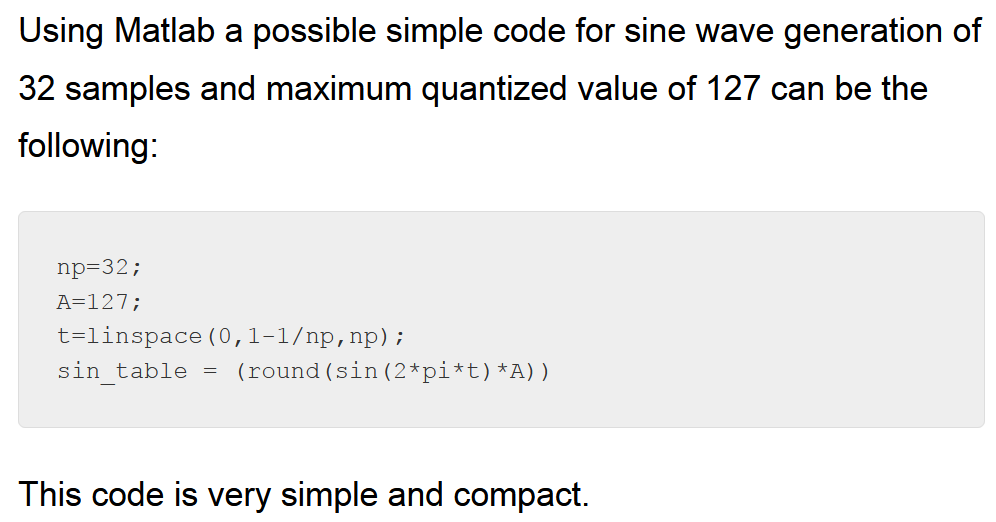 Using Matlab a possible simple code for sine wave generation of
32 samples and maximum quantized value of 127 can be the
following:
np=32;
A=127;
t=linspace(0,1-1/np,np);
sin_table = (round(sin(2*pi*t)*A))
This code is very simple and compact.